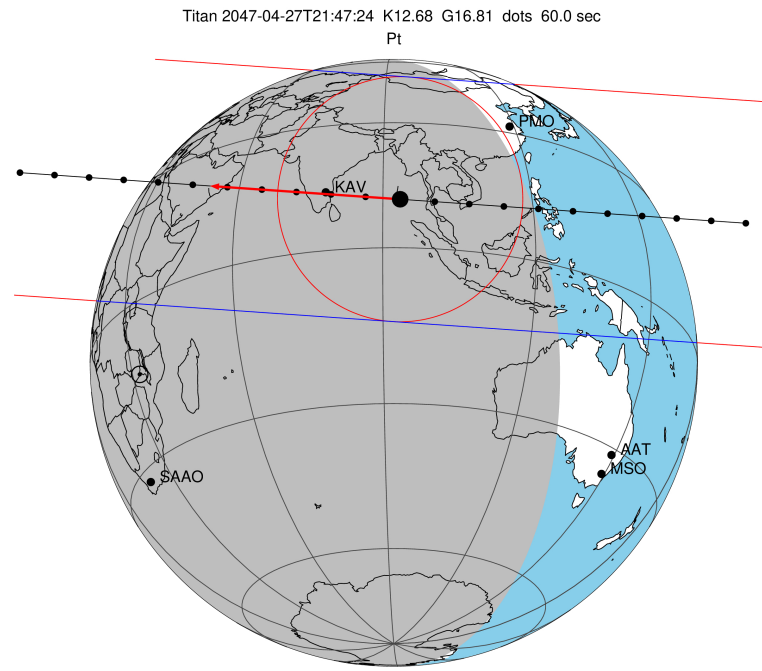 Titan 2047-04-27T21:47:24 K12.68 G16.81 dots 60.0 sec
Pt
PMO
KAV
AAT
MSO
SAAO